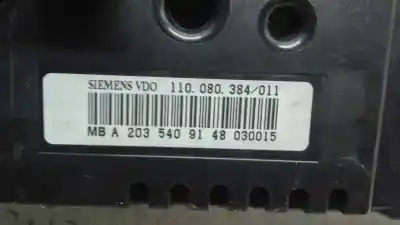 SIEMENS VDO 110.080.384/011
MB A 203 540 91 48 030015